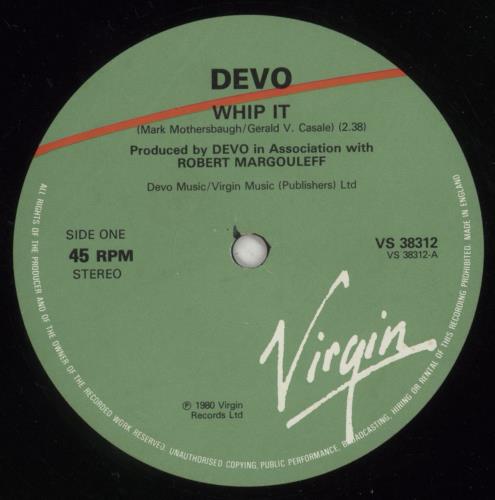 DEVO
WHIP IT
(Mark Mothersbaugh/Gerald V. Casale) (2.38)
Produced by DEVO in Association with
ROBERT MARGOULEFF
Devo Music/Virgin Music (Publishers) Ltd
SIDE ONE
45 RPM
STEREO
VS 38312
VS 38312-A
Virgin
℗ 1980 Virgin
Records Ltd
ALL RIGHTS OF THE PRODUCER AND OF THE OWNER OF THE RECORDED WORK RESERVED. UNAUTHORISED COPYING, PUBLIC PERFORMANCE, BROADCASTING, HIRING OR RENTAL OF THIS RECORDING PROHIBITED. MADE IN ENGLAND